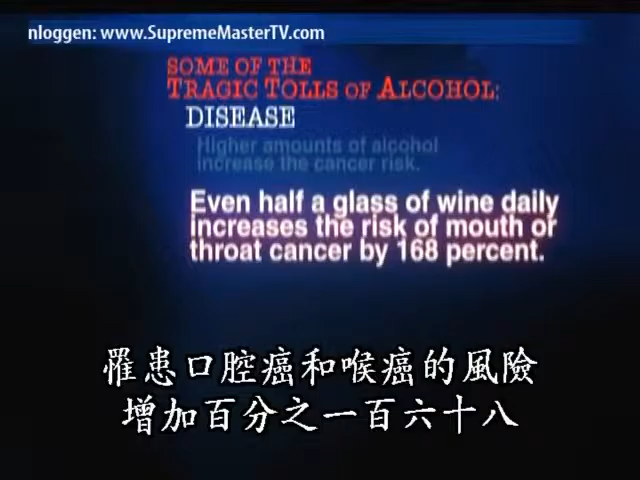 nloggen: www.SupremeMasterTV.com
SOME OF THE
TRAGIC TOLLS OF ALCOHOL:
DISEASE
Higher amounts of alcohol
increase the cancer risk.
Even half a glass of wine daily
increases the risk of mouth or
throat cancer by 168 percent.
罹患口腔癌和喉癌的風險
增加百分之一百六十八